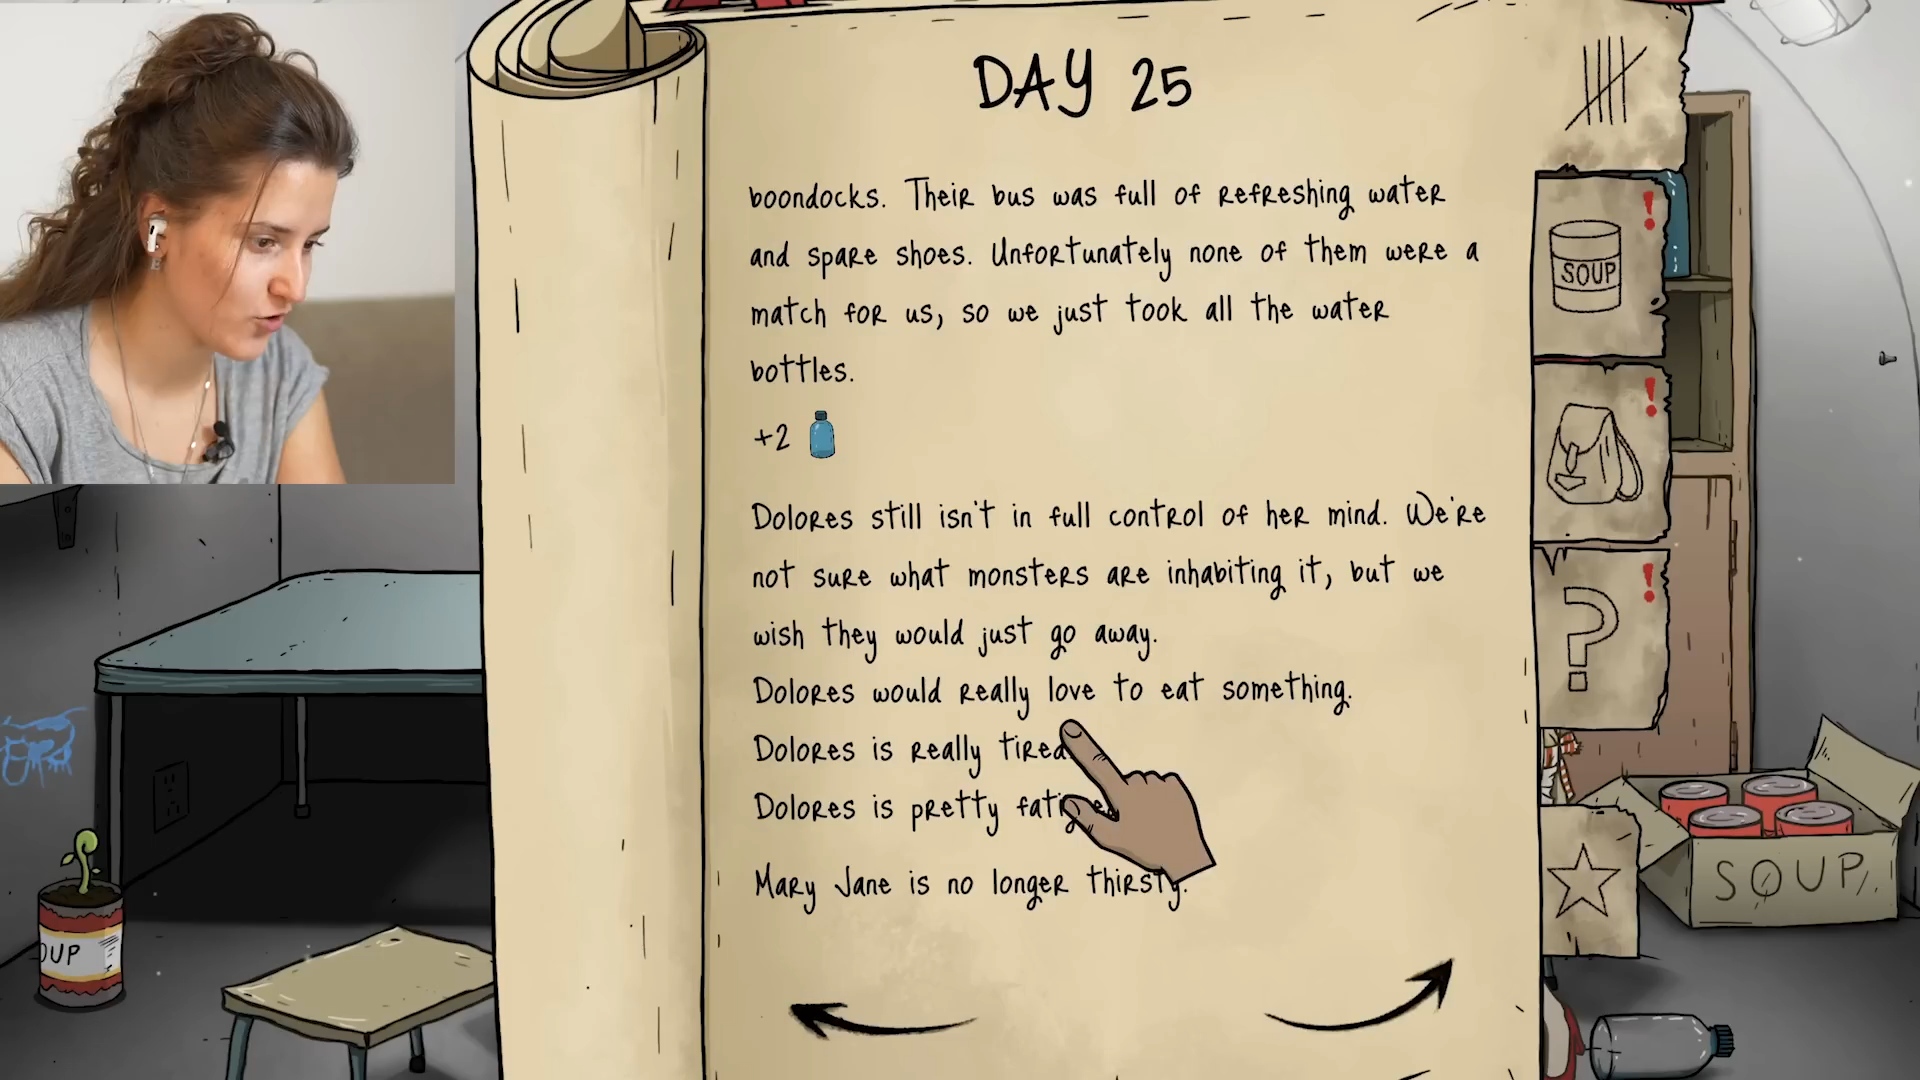 DAY 25
boondocks. Their bus was full of refreshing water
and spare shoes. Unfortunately none of them were a
match for us, so we just took all the water
bottles.
+2
Dolores still isn't in full control of her mind. We're
not sure what monsters are inhabiting it, but we
wish they would just go away.
Dolores would really love to eat something.
Dolores is really tired.
Dolores is pretty
Mary Jane is no longer thirsty.
SOUP
!
!
?
!
SOUP
OUP